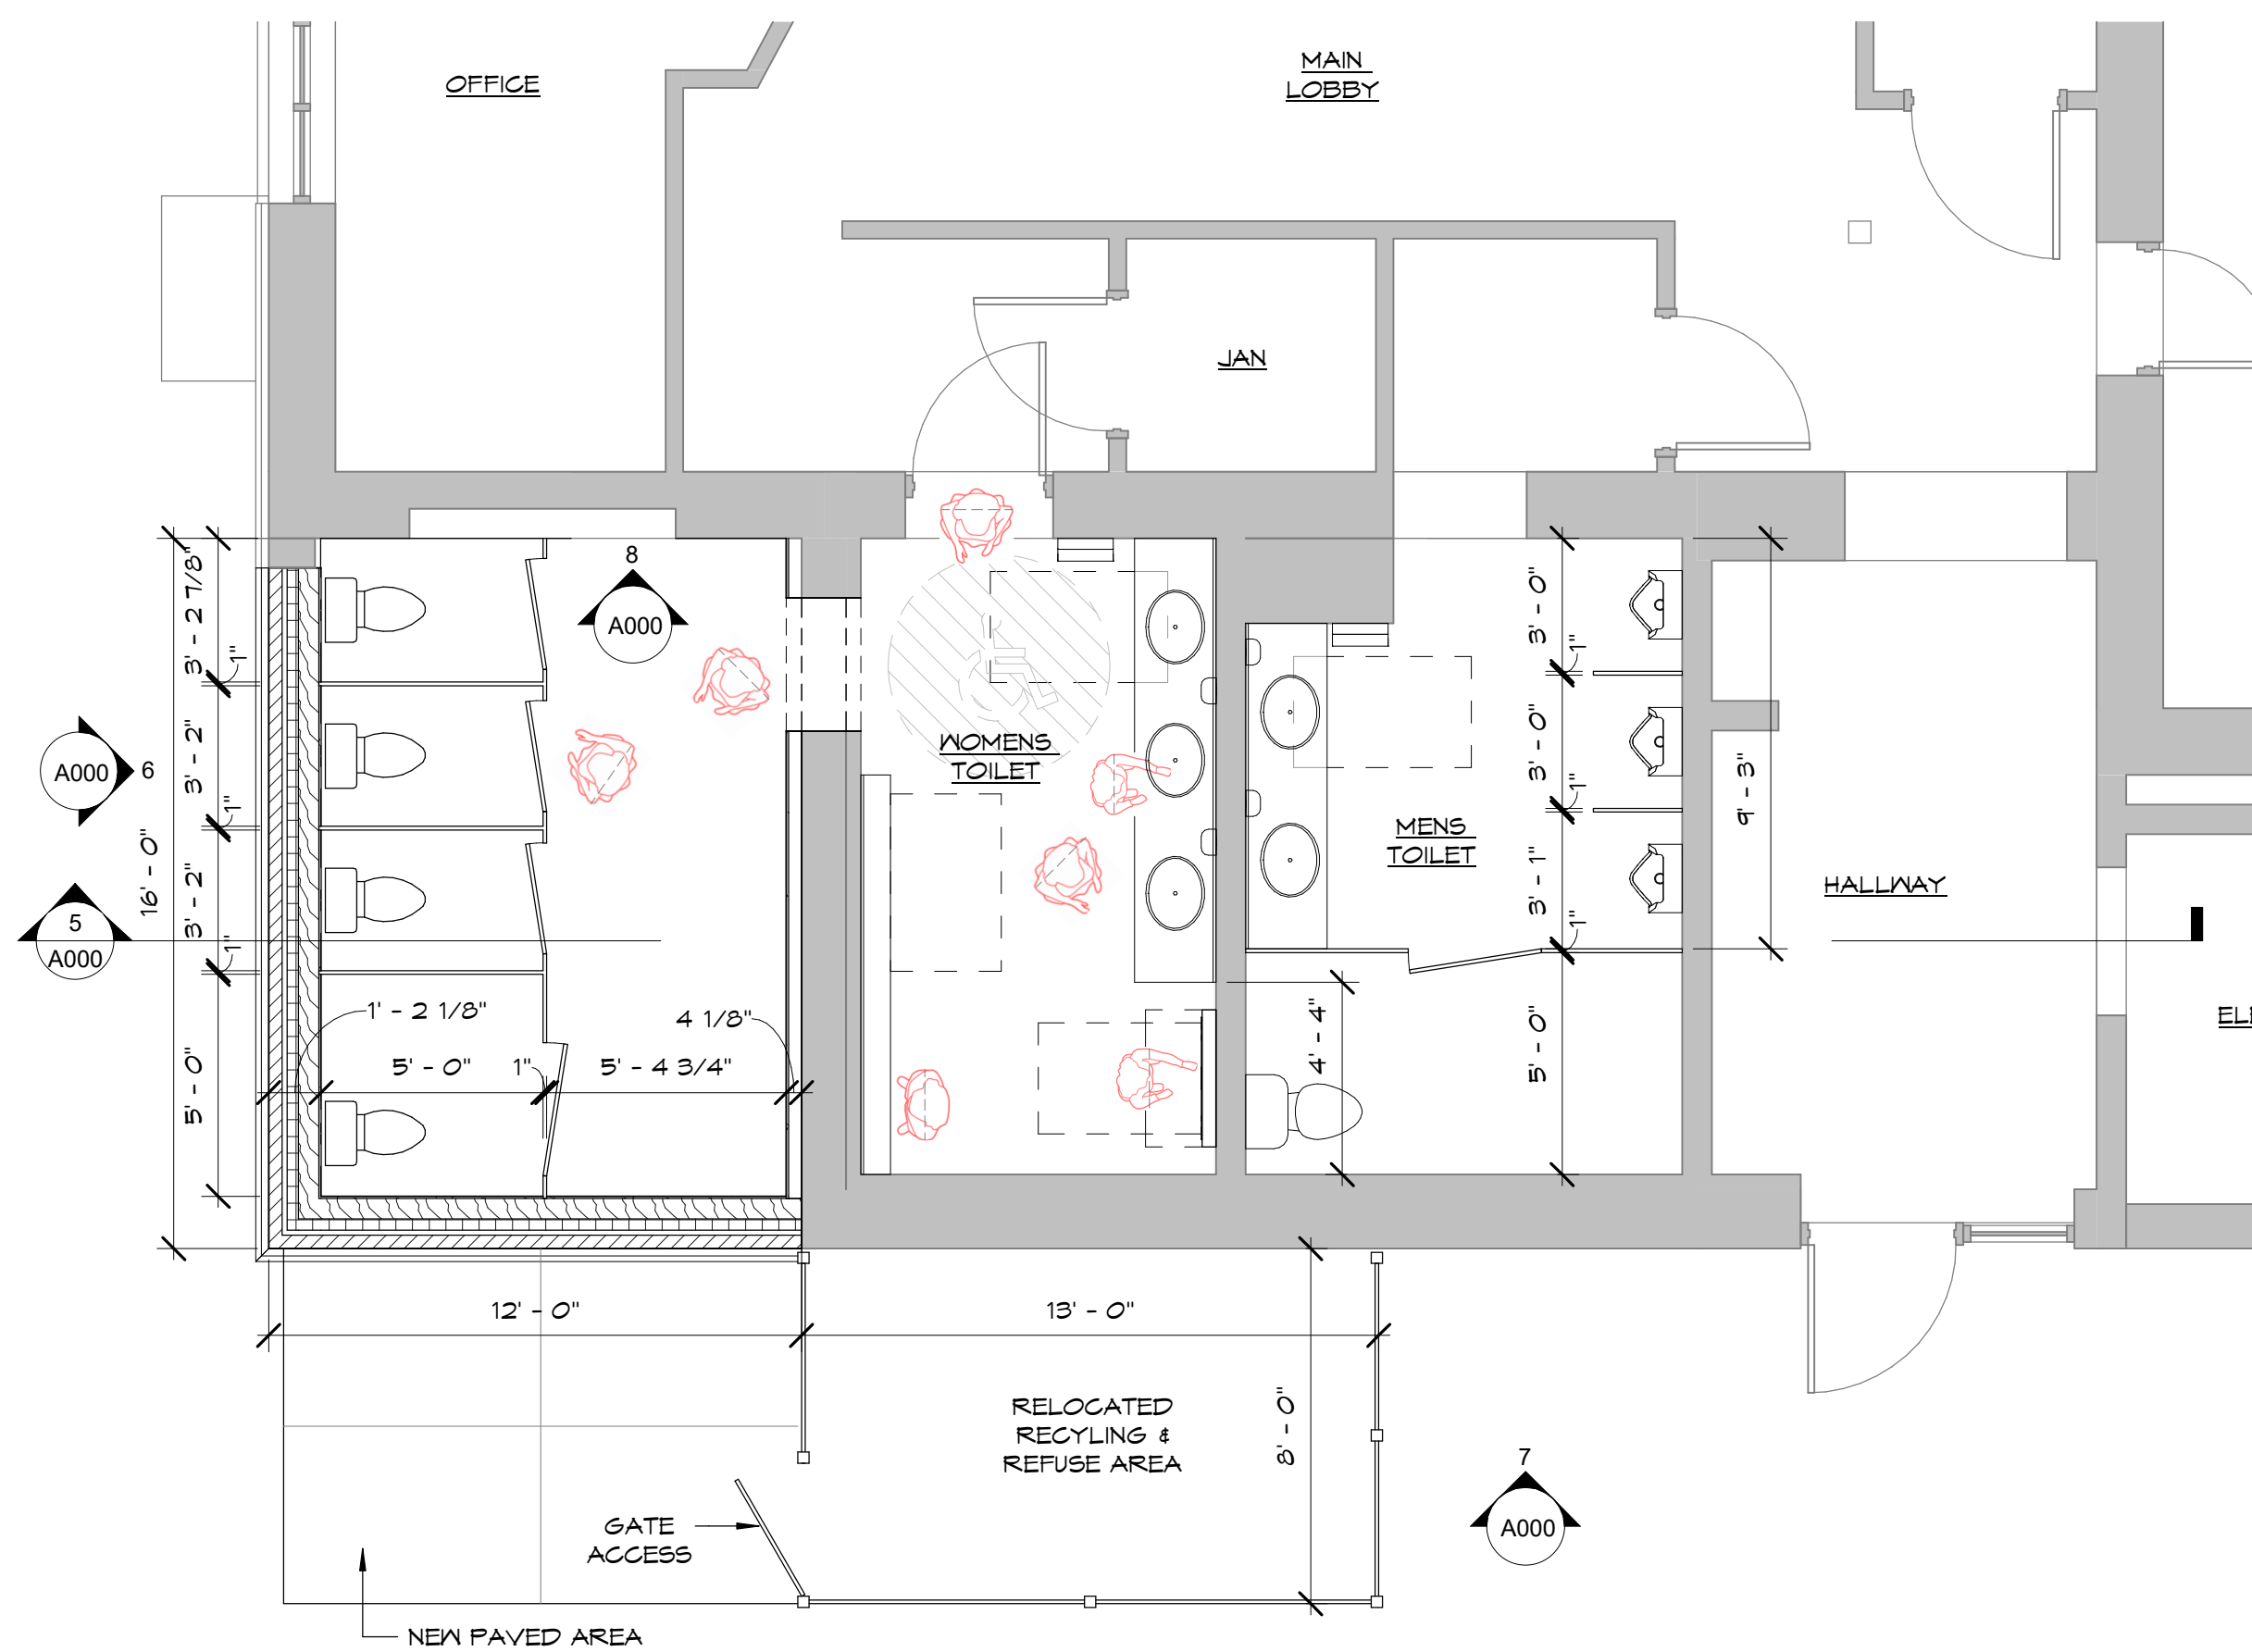 OFFICE
MAIN
LOBBY
JAN
8
A000
3' - 2 7/8"
1"
3' - 2"
1"
3' - 2"
1"
5' - 0"
16' - 0"
A000
6
5
A000
1' - 2 1/8"
4 1/8"
5' - 0"
1"
5' - 4 3/4"
WOMENS
TOILET
MENS
TOILET
3' - 0"
1"
3' - 0"
1"
3' - 1"
1"
5' - 0"
4' - 4"
9' - 3"
HALLWAY
12' - 0"
13' - 0"
8' - 0"
RELOCATED
RECYLING &
REFUSE AREA
GATE
ACCESS
NEW PAVED AREA
7
A000